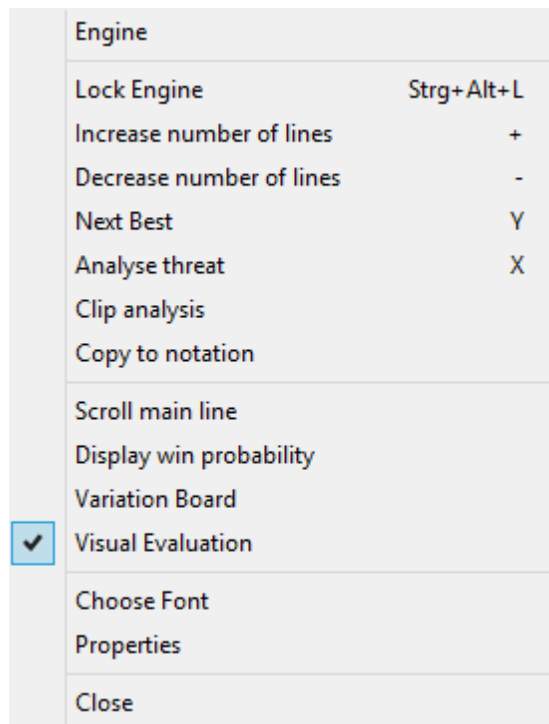 Engine
Lock Engine Strg+Alt+L
Increase number of lines +
Decrease number of lines -
Next Best Y
Analyse threat X
Clip analysis
Copy to notation
Scroll main line
Display win probability
Variation Board
Visual Evaluation
Choose Font
Properties
Close